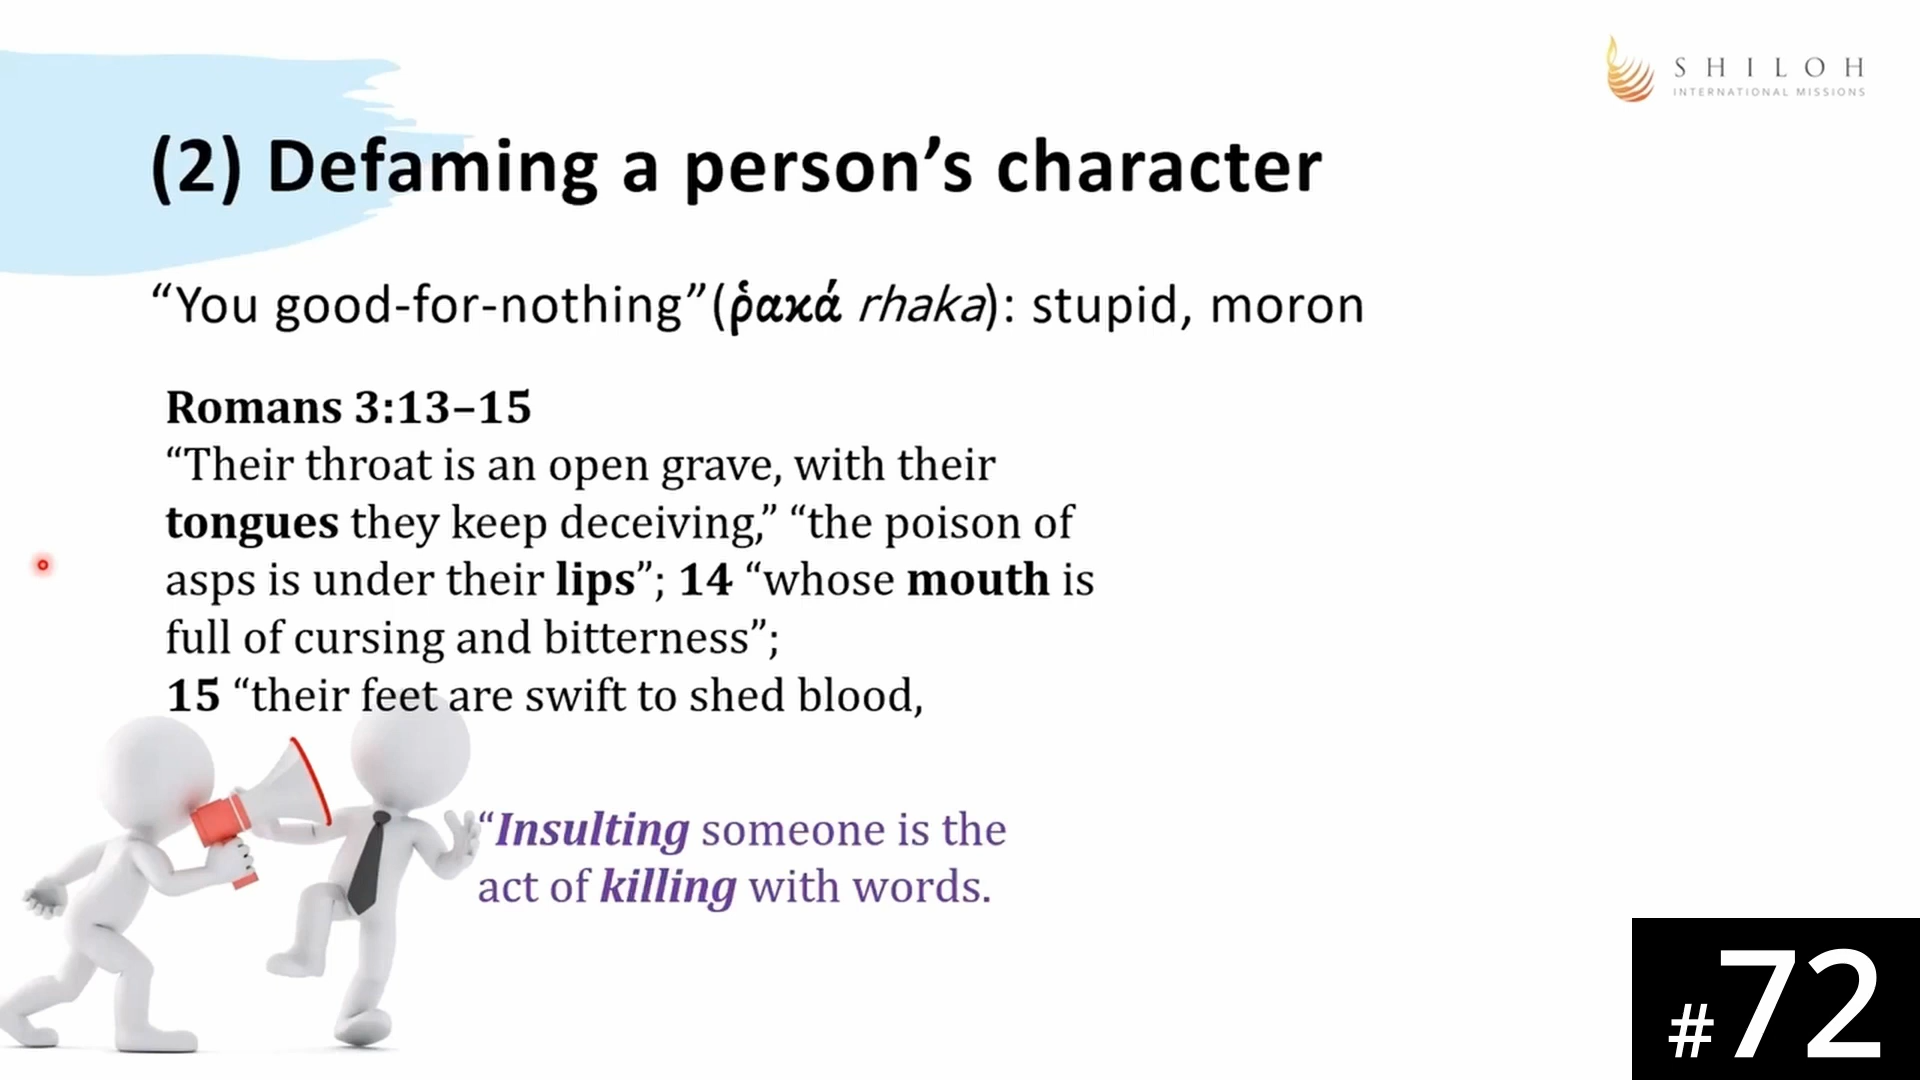 SHILOH
INTERNATIONAL MISSIONS
(2) Defaming a person’s character
“You good-for-nothing”(ῥακά rhaka): stupid, moron
Romans 3:13–15
“Their throat is an open grave, with their
tongues they keep deceiving,” “the poison of
asps is under their lips”; 14 “whose mouth is
full of cursing and bitterness”;
15 “their feet are swift to shed blood,
“Insulting someone is the
act of killing with words.
#72